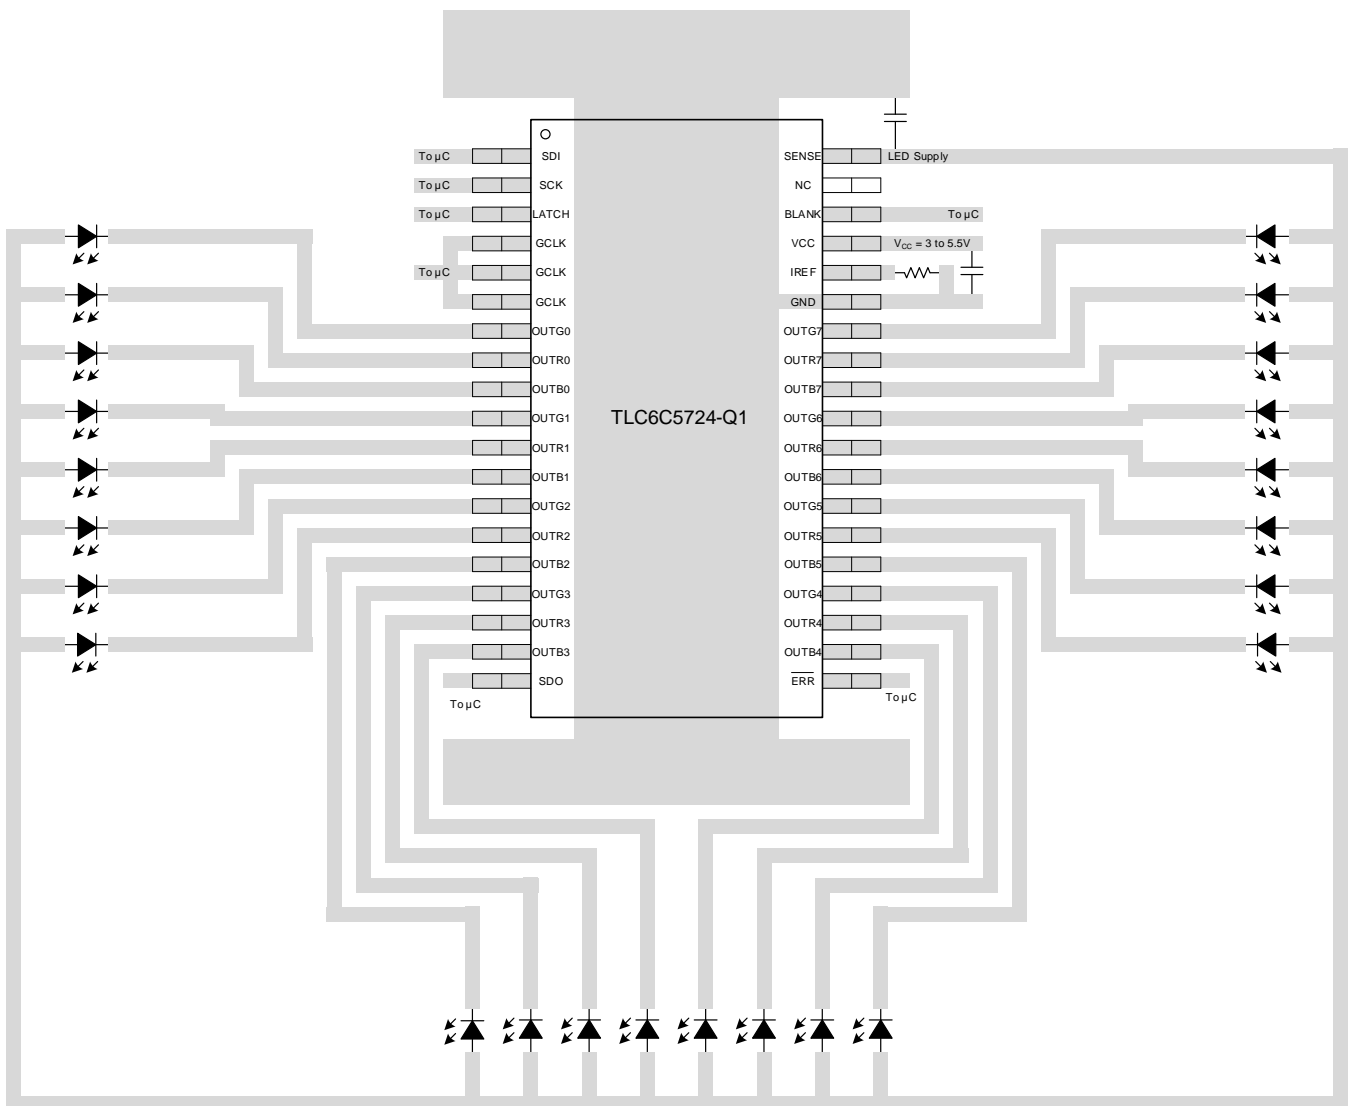 To µC SDI SENSE LED Supply
To µC SCK NC
To µC LATCH BLANK To µC
GCLK VCC V_CC = 3 to 5.5V
To µC GCLK IREF
GCLK GND
OUTG0 OUTG7
OUTR0 OUTR7
OUTB0 OUTB7
OUTG1 TLC6C5724-Q1 OUTG6
OUTR1 OUTR6
OUTB1 OUTB6
OUTG2 OUTG5
OUTR2 OUTR5
OUTB2 OUTB5
OUTG3 OUTG4
OUTR3 OUTR4
OUTB3 OUTB4
SDO ERR
To µC To µC